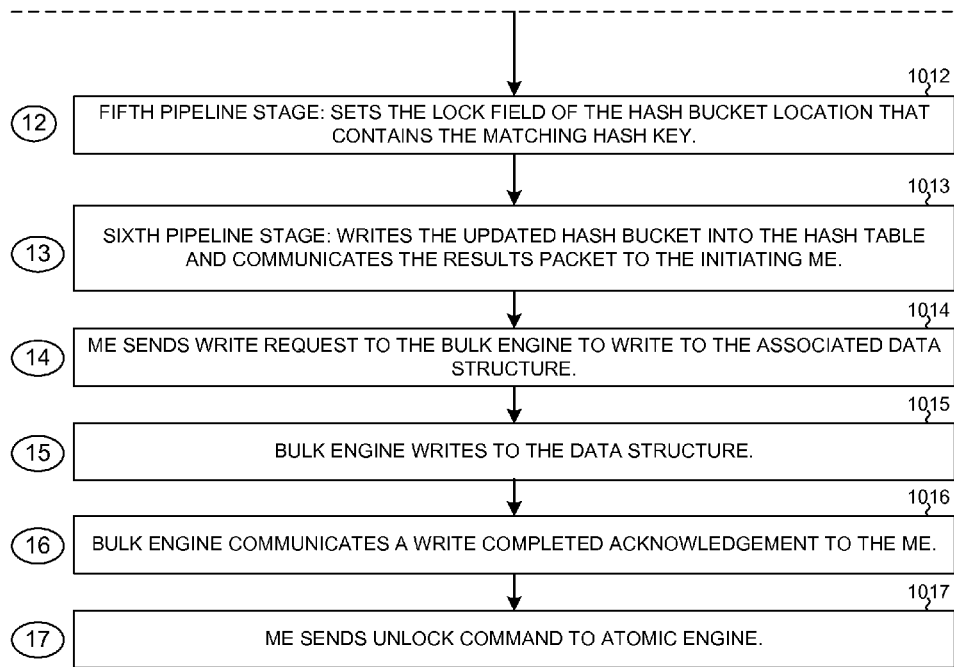 1012
12
FIFTH PIPELINE STAGE: SETS THE LOCK FIELD OF THE HASH BUCKET LOCATION THAT
CONTAINS THE MATCHING HASH KEY.
1013
13
SIXTH PIPELINE STAGE: WRITES THE UPDATED HASH BUCKET INTO THE HASH TABLE
AND COMMUNICATES THE RESULTS PACKET TO THE INITIATING ME.
1014
14
ME SENDS WRITE REQUEST TO THE BULK ENGINE TO WRITE TO THE ASSOCIATED DATA
STRUCTURE.
1015
15
BULK ENGINE WRITES TO THE DATA STRUCTURE.
1016
16
BULK ENGINE COMMUNICATES A WRITE COMPLETED ACKNOWLEDGEMENT TO THE ME.
1017
17
ME SENDS UNLOCK COMMAND TO ATOMIC ENGINE.